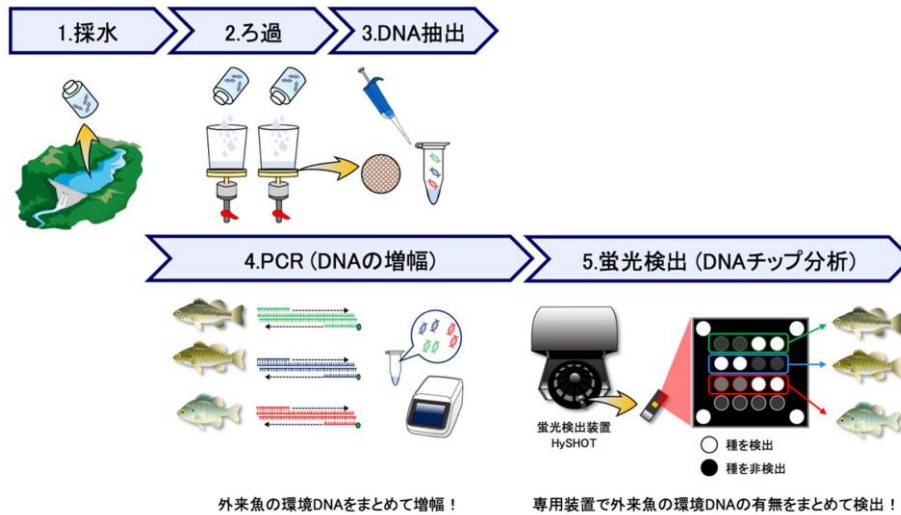 1.採水
2.ろ過
3.DNA抽出
4.PCR (DNAの増幅)
5.蛍光検出 (DNAチップ分析)
蛍光検出装置
HySHOT
種を検出
種を非検出
外来魚の環境DNAをまとめて増幅！
専用装置で外来魚の環境DNAの有無をまとめて検出！